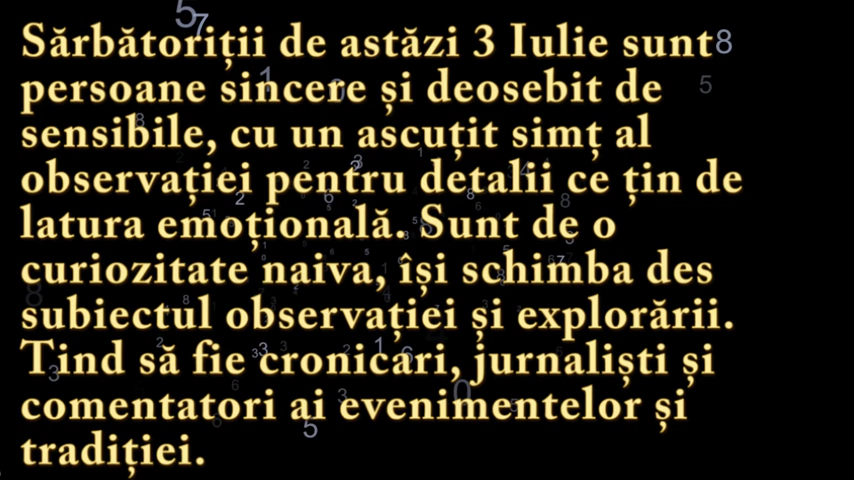 Sărbătoriții de astăzi 3 Iulie sunt
persoane sincere și deosebit de
sensibile, cu un ascuțit simț al
observației pentru detalii ce țin de
latura emoțională. Sunt de o
curiozitate naiva, își schimba des
subiectul observației și explorării.
Tind să fie cronicari, jurnaliști și
comentatori ai evenimentelor și
tradiției.